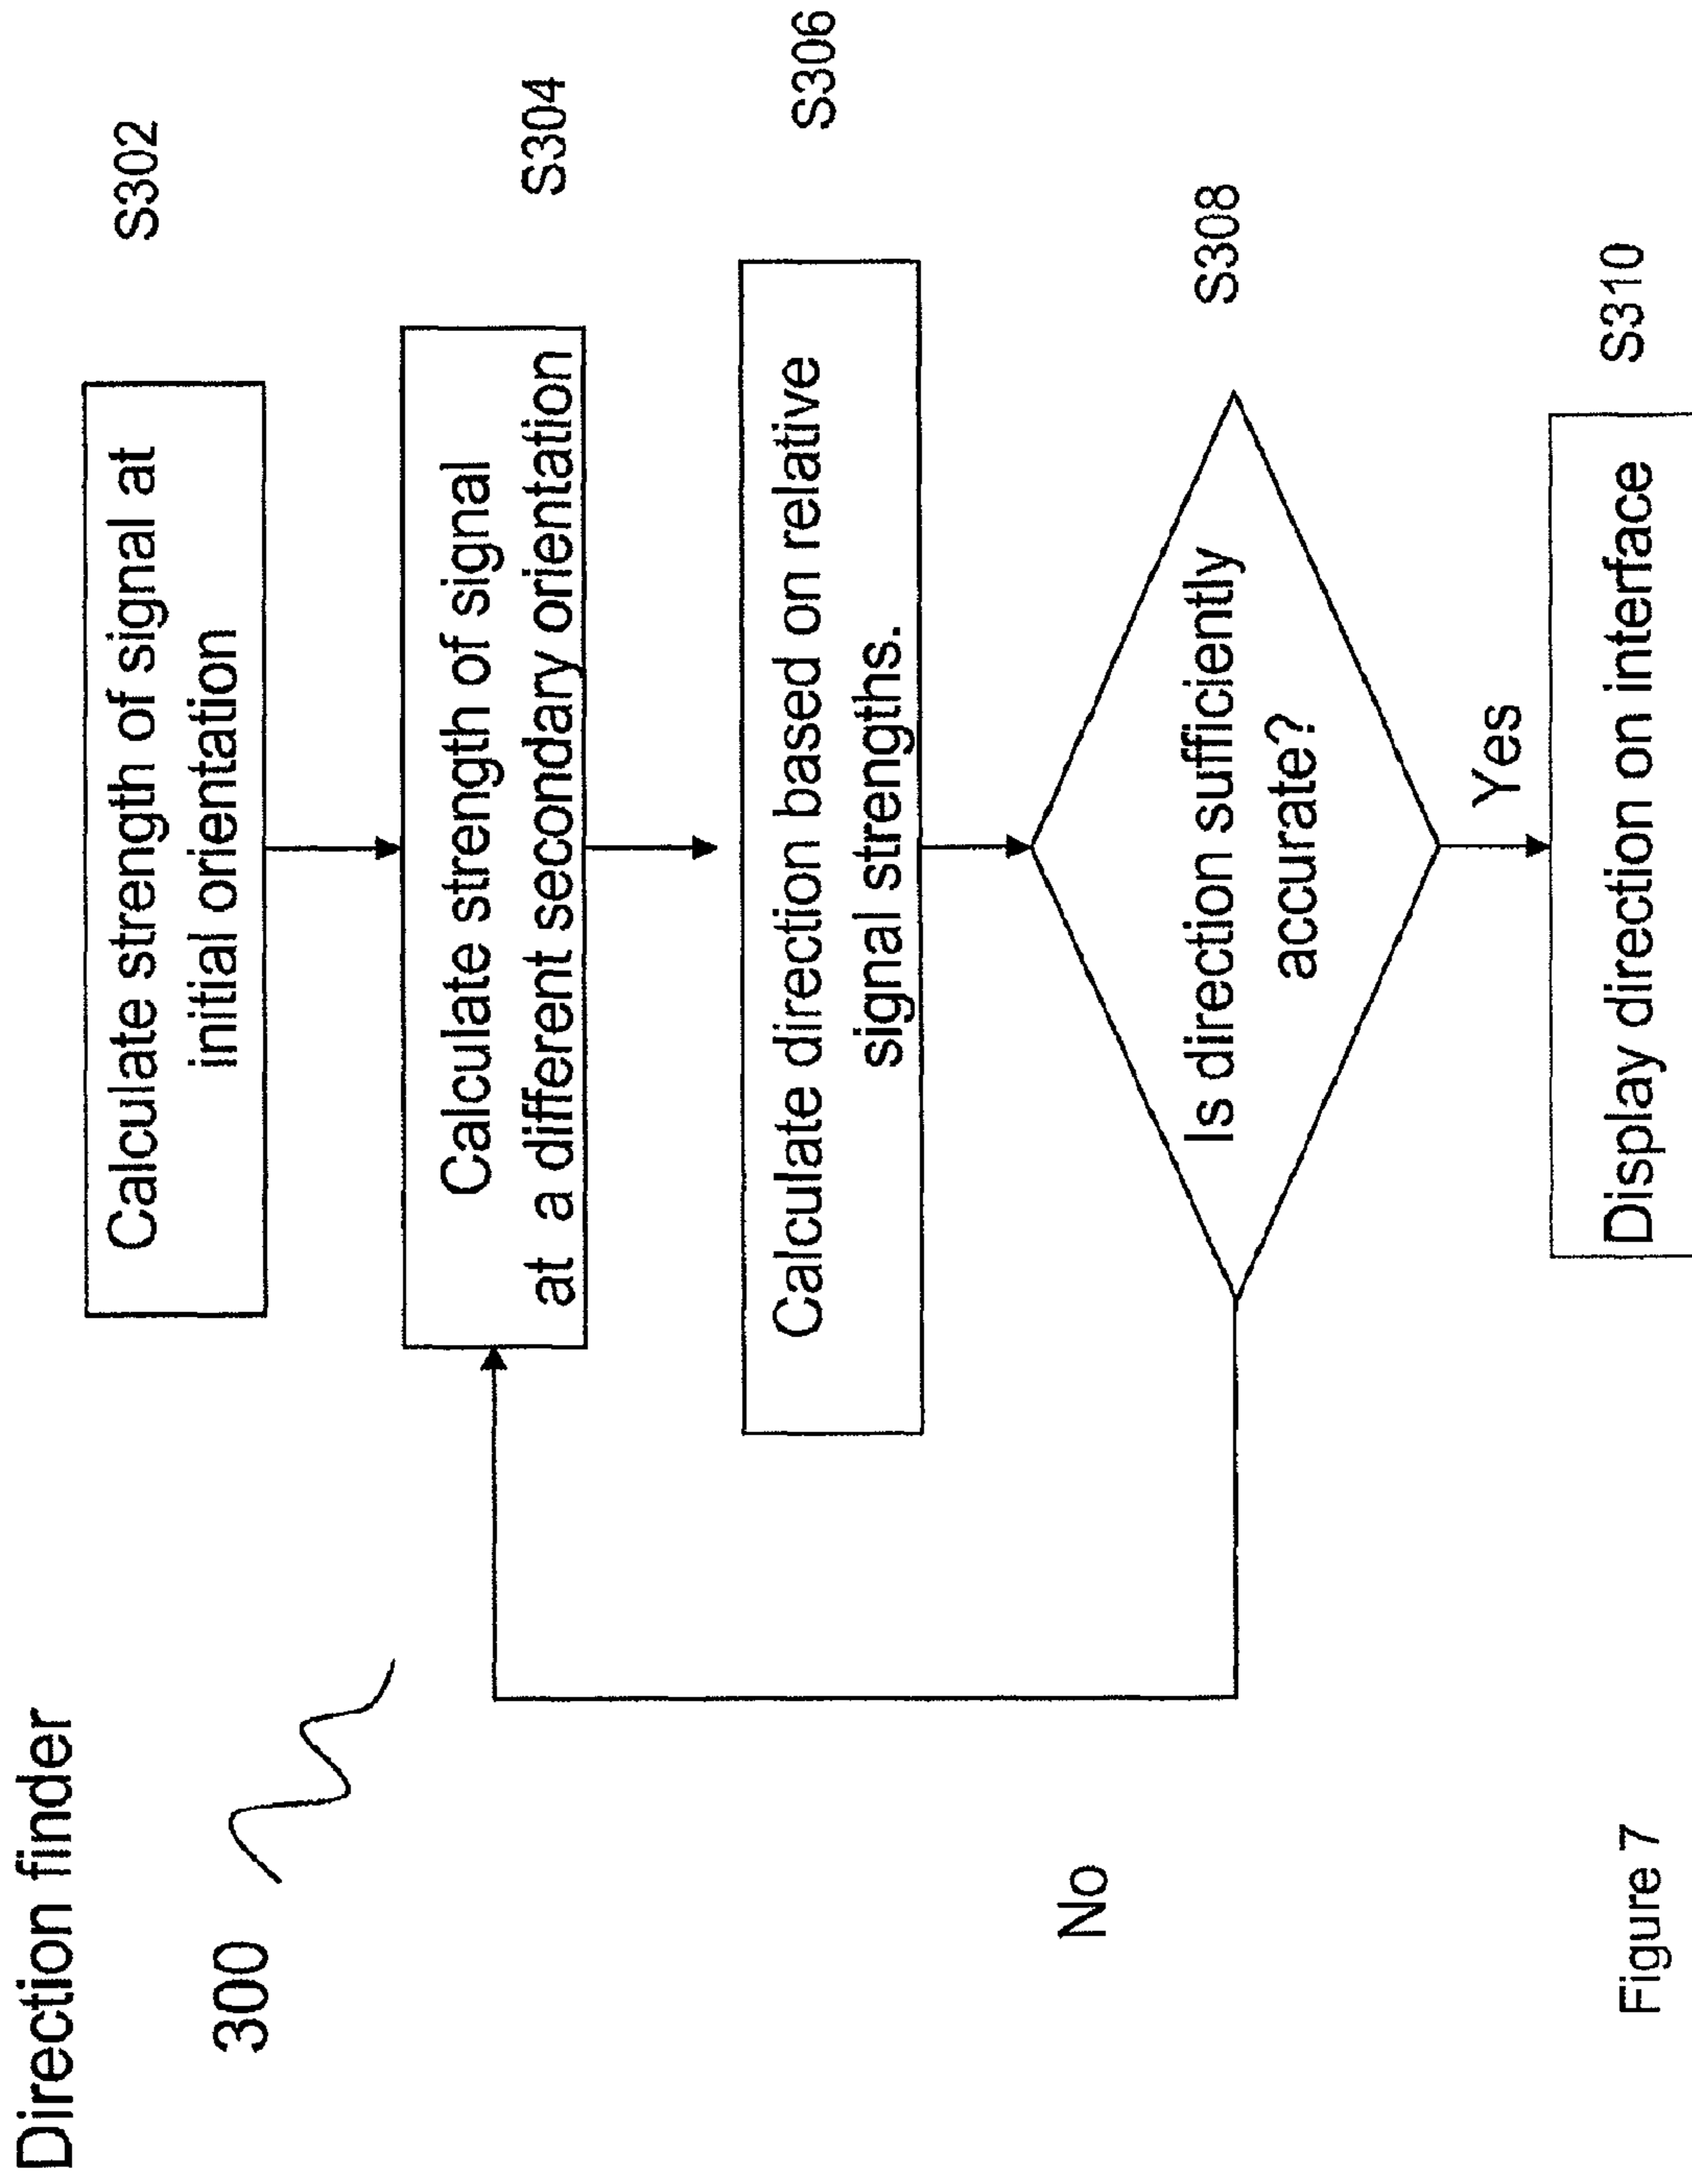 Direction finder
300
Calculate strength of signal at
initial orientation
S302
Calculate strength of signal
at a different secondary orientation
S304
Calculate direction based on relative
signal strengths.
S306
Is direction sufficiently
accurate?
S308
No
Yes
Display direction on interface
S310
Figure 7